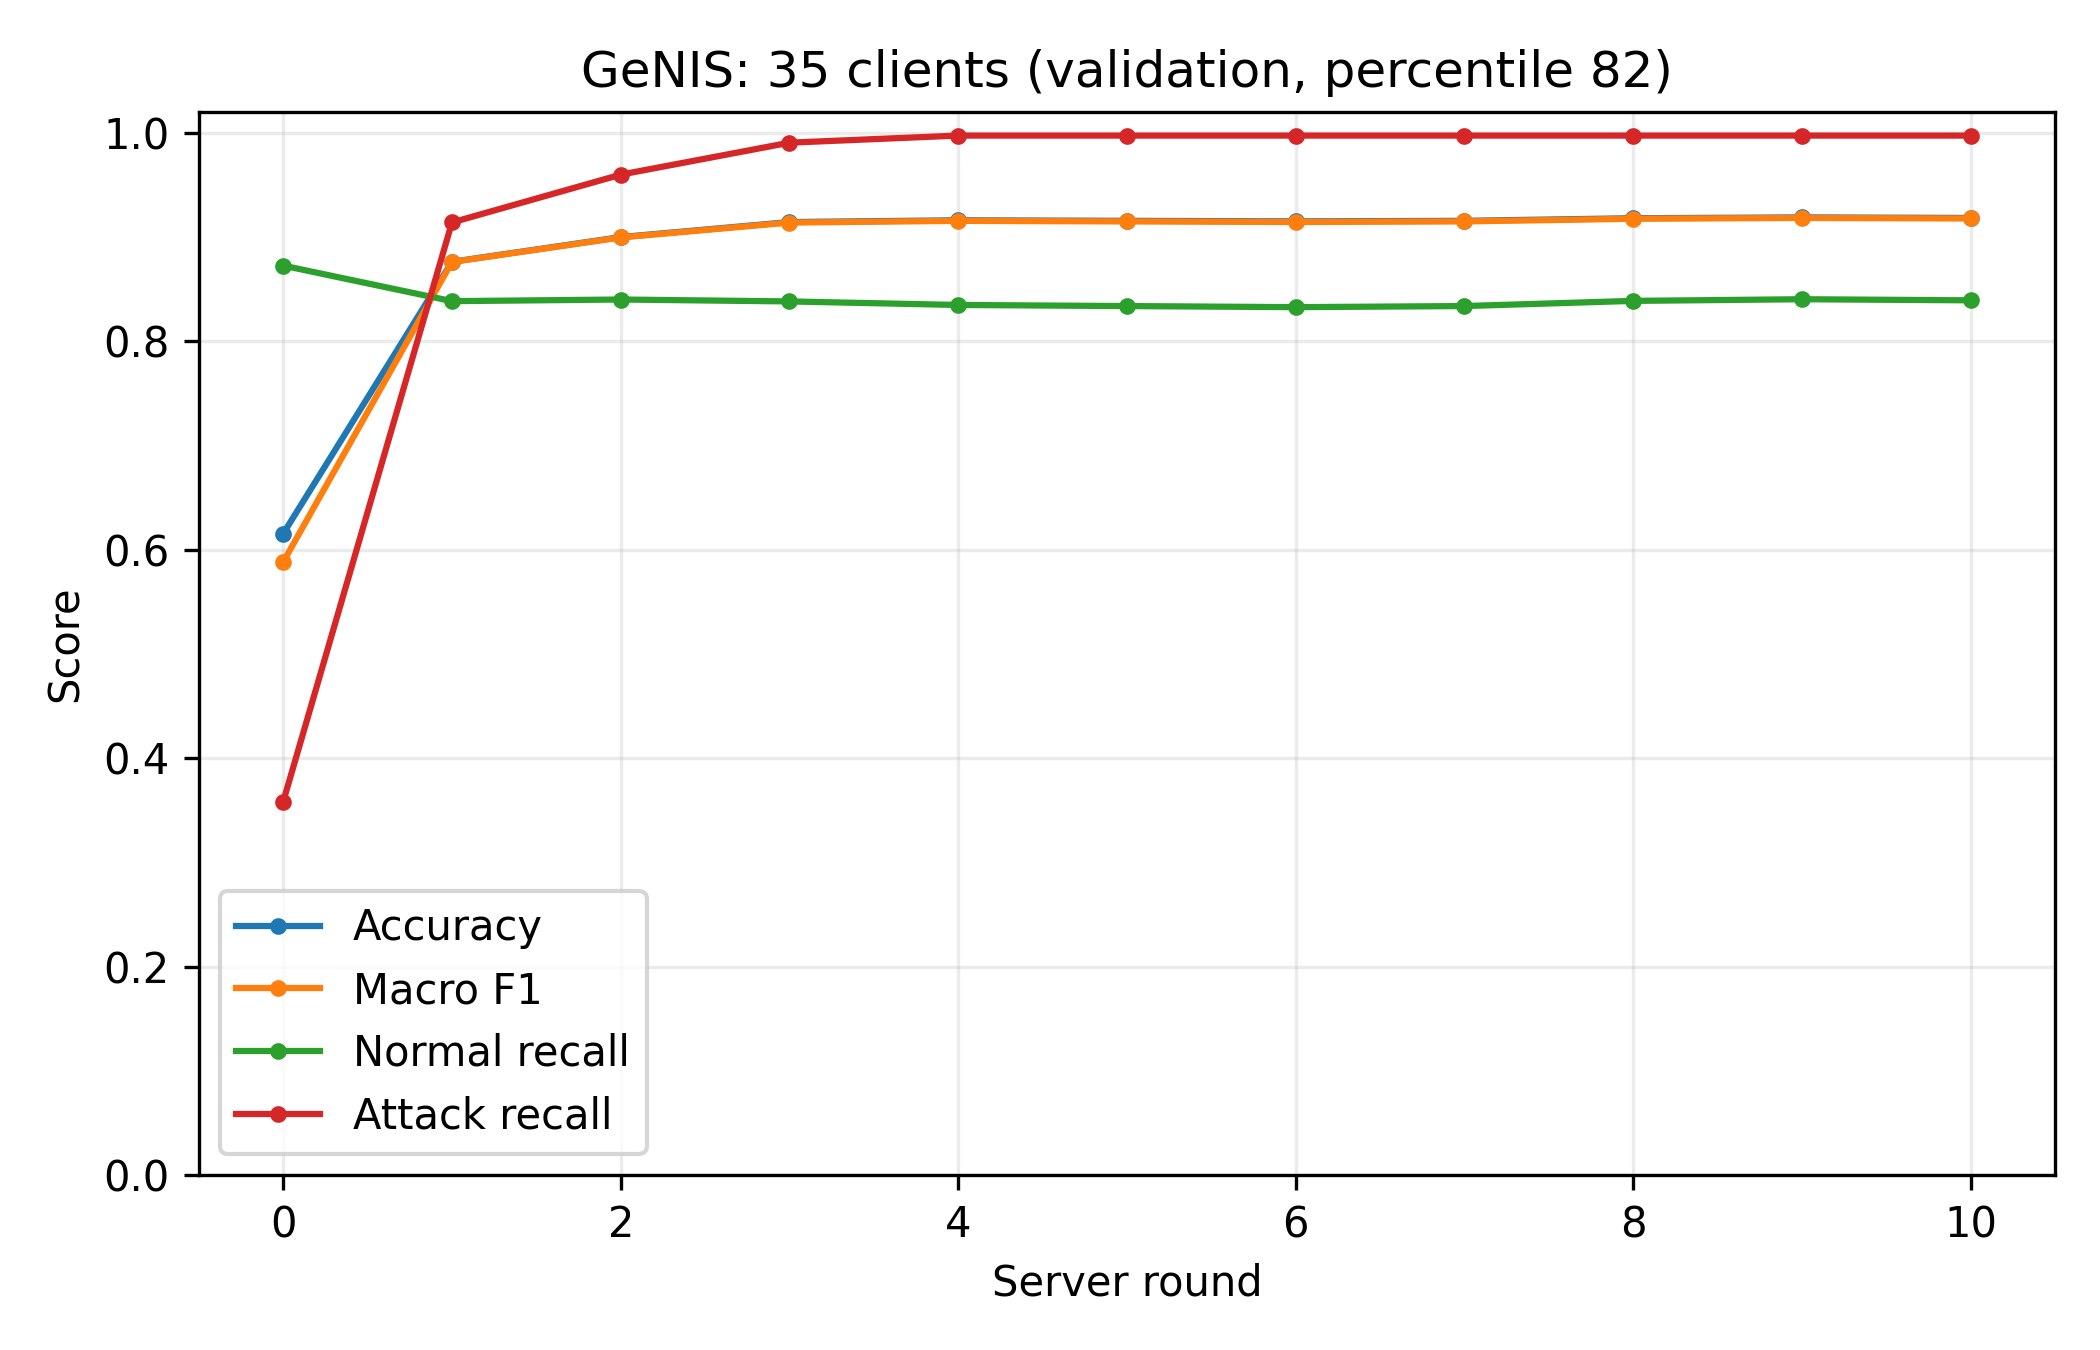 GeNIS: 35 clients (validation, percentile 82)
1.0
0.8
0.6
0.4
0.2
0.0
Score
Accuracy
Macro F1
Normal recall
Attack recall
0 2 4 6 8 10
Server round